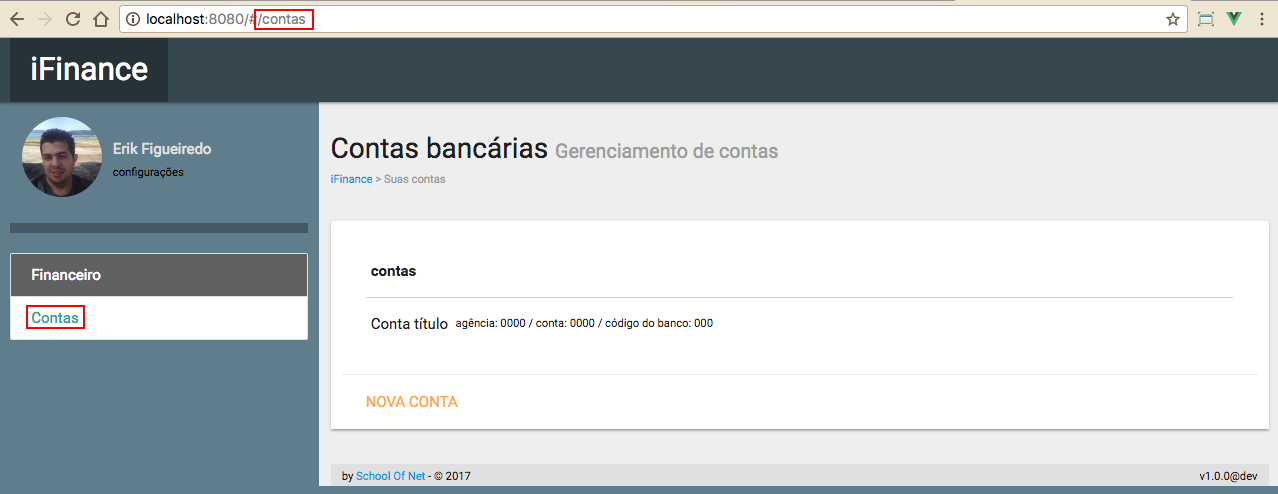 localhost:8080/#/contas
iFinance
Erik Figueiredo
configurações
Financeiro
Contas
Contas bancárias Gerenciamento de contas
iFinance > Suas contas
contas
Conta título agência: 0000 / conta: 0000 / código do banco: 000
NOVA CONTA
by School Of Net - © 2017
v1.0.0@dev